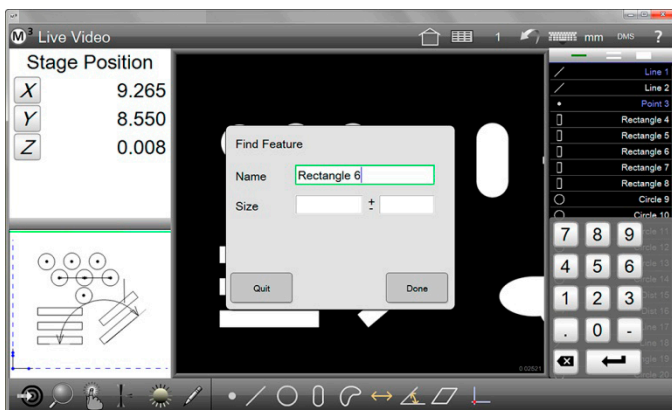 M³ Live Video
1
mm
DMS
?
Stage Position
X 9.265
Y 8.550
Z 0.008
Find Feature
Name Rectangle 6
Size + -
Quit
Done
0.02521
Line 1
Line 2
Point 3
Rectangle 4
Rectangle 5
Rectangle 6
Rectangle 7
Rectangle 8
Circle 9
Circle 10
7 8 9
4 5 6
1 2 3
. 0 -